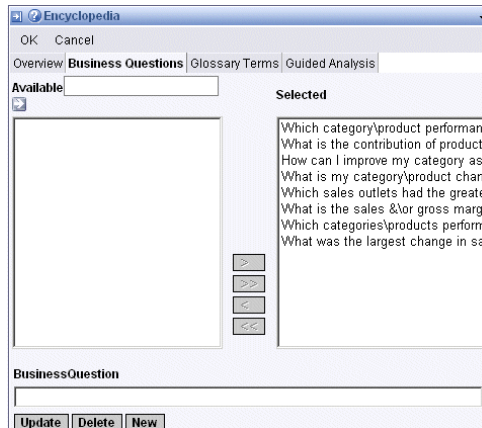 Encyclopedia
OK Cancel
Overview Business Questions Glossary Terms Guided Analysis
Available
Selected
Which category\product performan
What is the contribution of product
How can I improve my category as
What is my category\product chan
Which sales outlets had the greate
What is the sales &\or gross marg
Which categories\products perform
What was the largest change in sa
>
>>
<
<<
BusinessQuestion
Update Delete New